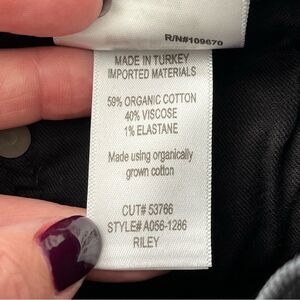 R/N#109670
MADE IN TURKEY
IMPORTED MATERIALS
59% ORGANIC COTTON
40% VISCOSE
1% ELASTANE
Made using organically
grown cotton
CUT# 53766
STYLE# A056-1286
RILEY